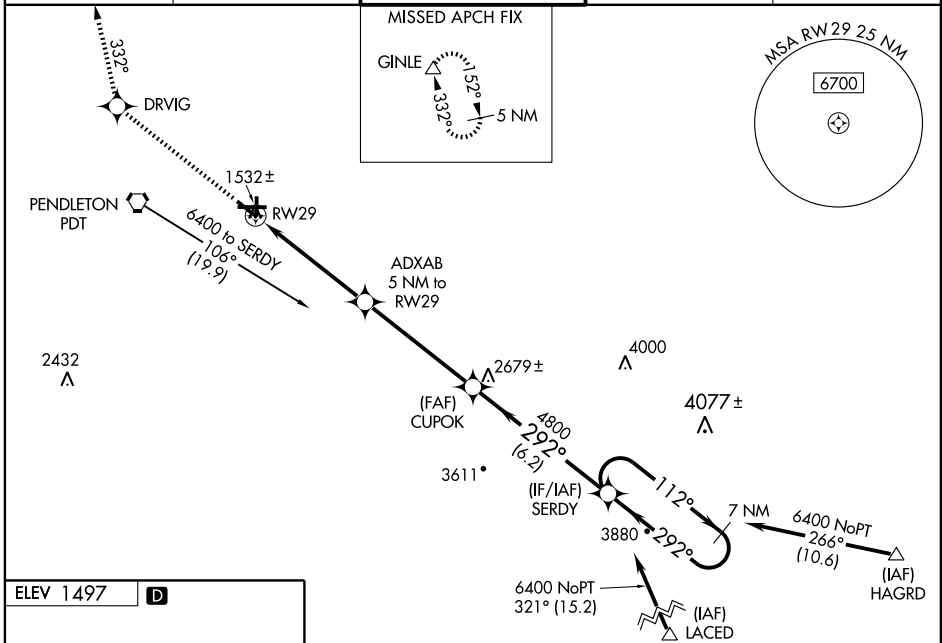 MISSED APCH FIX
GINLE
152°
332°
5 NM
MSA RW 29 25 NM
6700
332°
DRVIG
1532±
RW29
PENDLETON
PDT
6400 to SERDY
106°
(19.9)
ADXAB
5 NM to
RW29
2432
2679±
4000
(FAF)
CUPOK
4077±
4800
292°
(6.2)
3611
(IF/IAF)
SERDY
112°
7 NM
3880
292°
6400 NoPT
266°
(10.6)
(IAF)
HAGRD
6400 NoPT
321° (15.2)
(IAF)
LACED
ELEV 1497
D